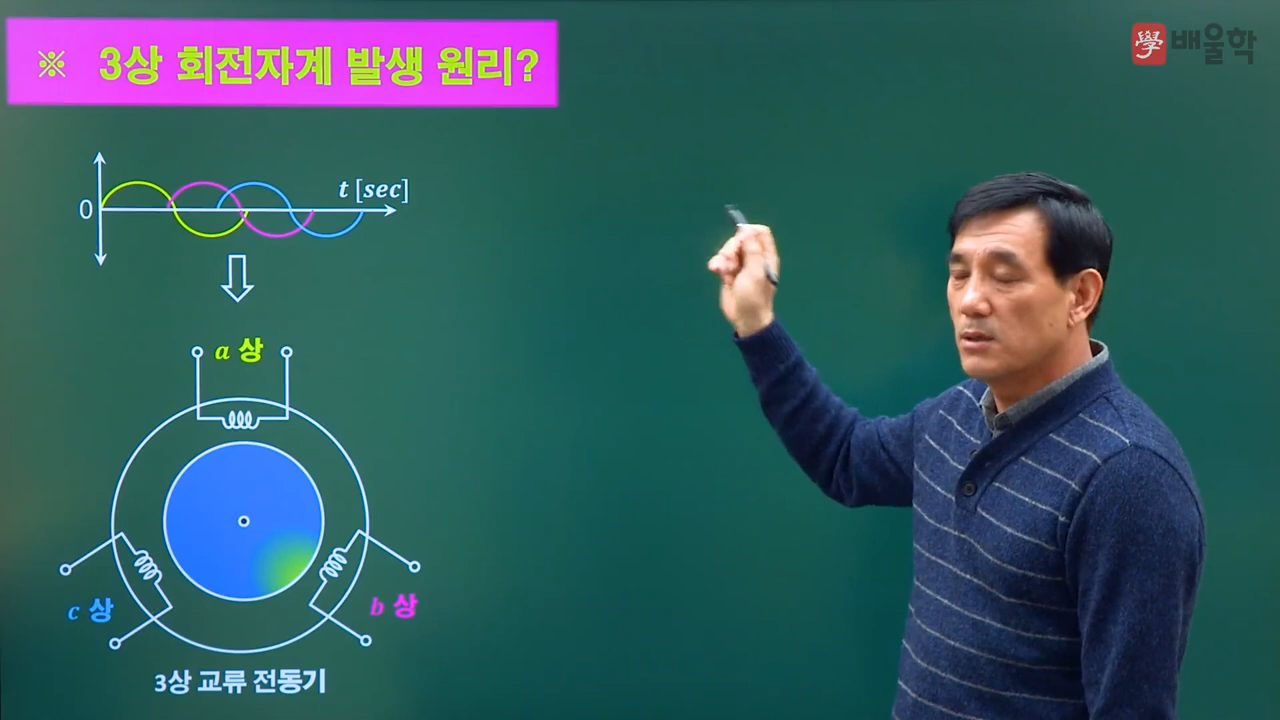 ※ 3상 회전자계 발생 원리?
學 배울학
t [sec]
0
a 상
c 상
b 상
3상 교류 전동기